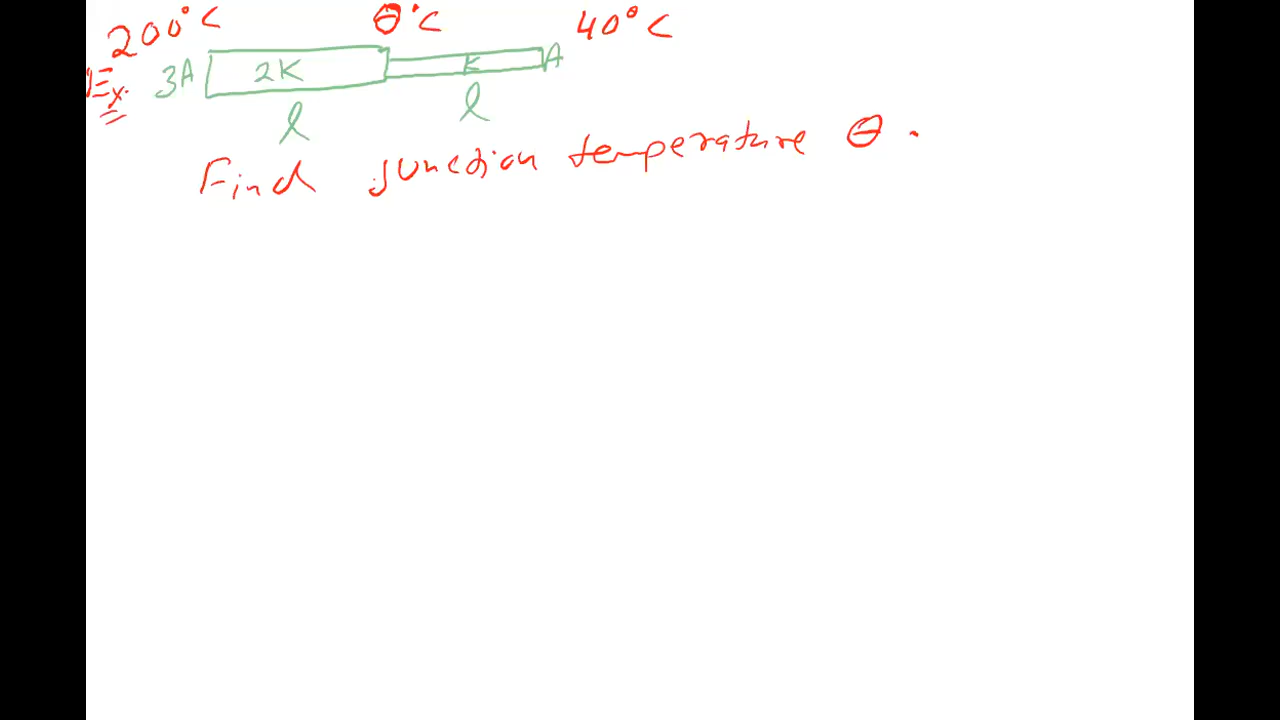 200°C θ°C 40°C
Ex. 3A 2K K A
l l
Find junction temperature θ.